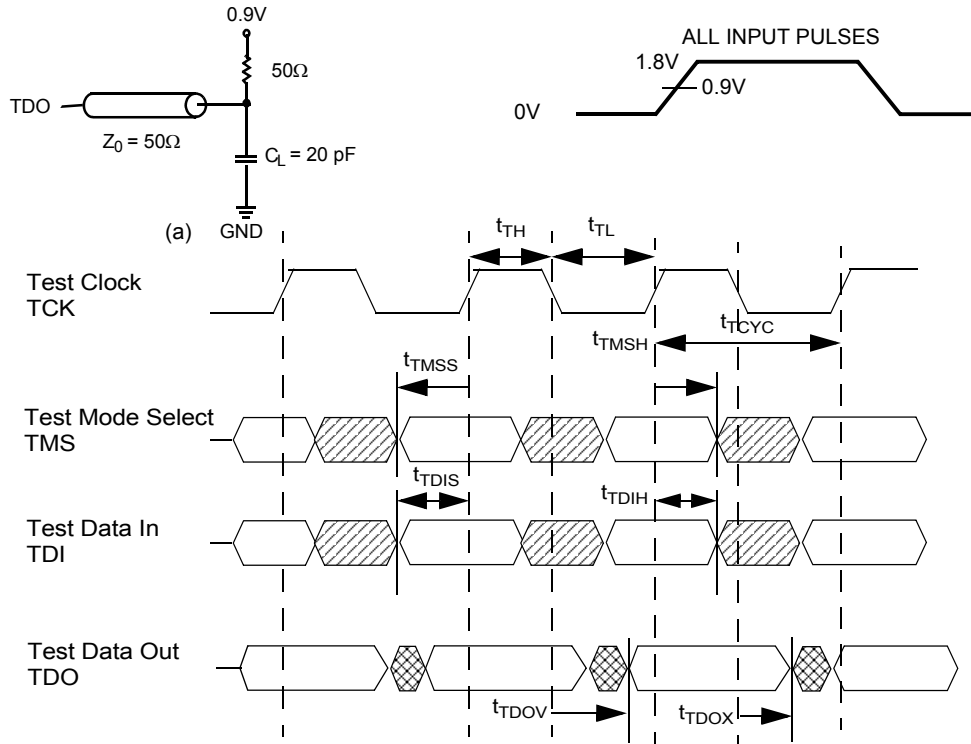 0.9V
50Ω
TDO
Z0 = 50Ω
CL = 20 pF
(a)
GND
ALL INPUT PULSES
1.8V
0.9V
0V
tTH
tTL
Test Clock
TCK
tTCYC
tTMSH
tTMSS
Test Mode Select
TMS
tTDIS
tTDIH
Test Data In
TDI
Test Data Out
TDO
tTDOV
tTDOX